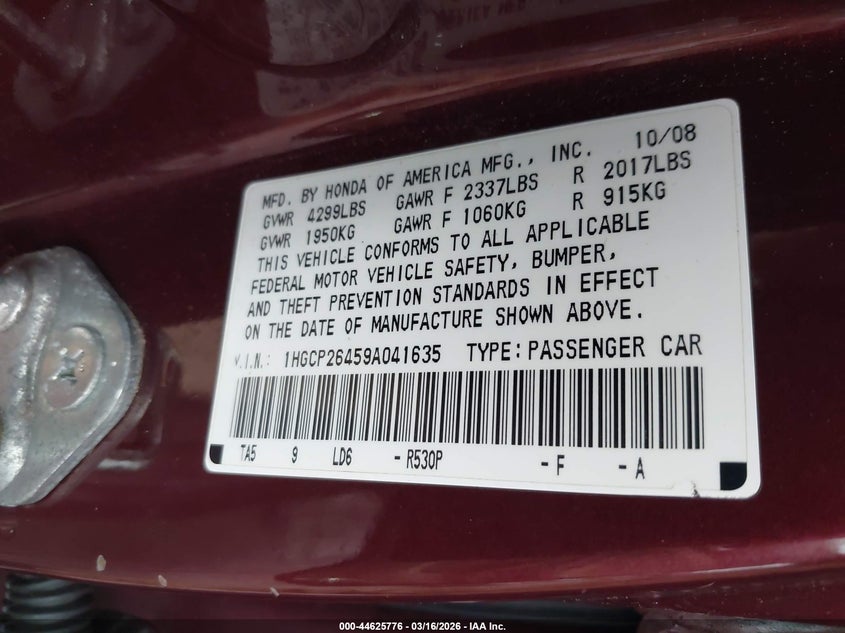 MFD. BY HONDA OF AMERICA MFG., INC. 10/08
GVWR 4299LBS GAWR F 2337LBS R 2017LBS
GVWR 1950KG GAWR F 1060KG R 915KG
THIS VEHICLE CONFORMS TO ALL APPLICABLE
FEDERAL MOTOR VEHICLE SAFETY, BUMPER,
AND THEFT PREVENTION STANDARDS IN EFFECT
ON THE DATE OF MANUFACTURE SHOWN ABOVE.
V.I.N.: 1HGCP26459A041635 TYPE: PASSENGER CAR
TA5 9 LD6 - R530P - F - A
000-44625776 - 03/16/2026 - IAA Inc.